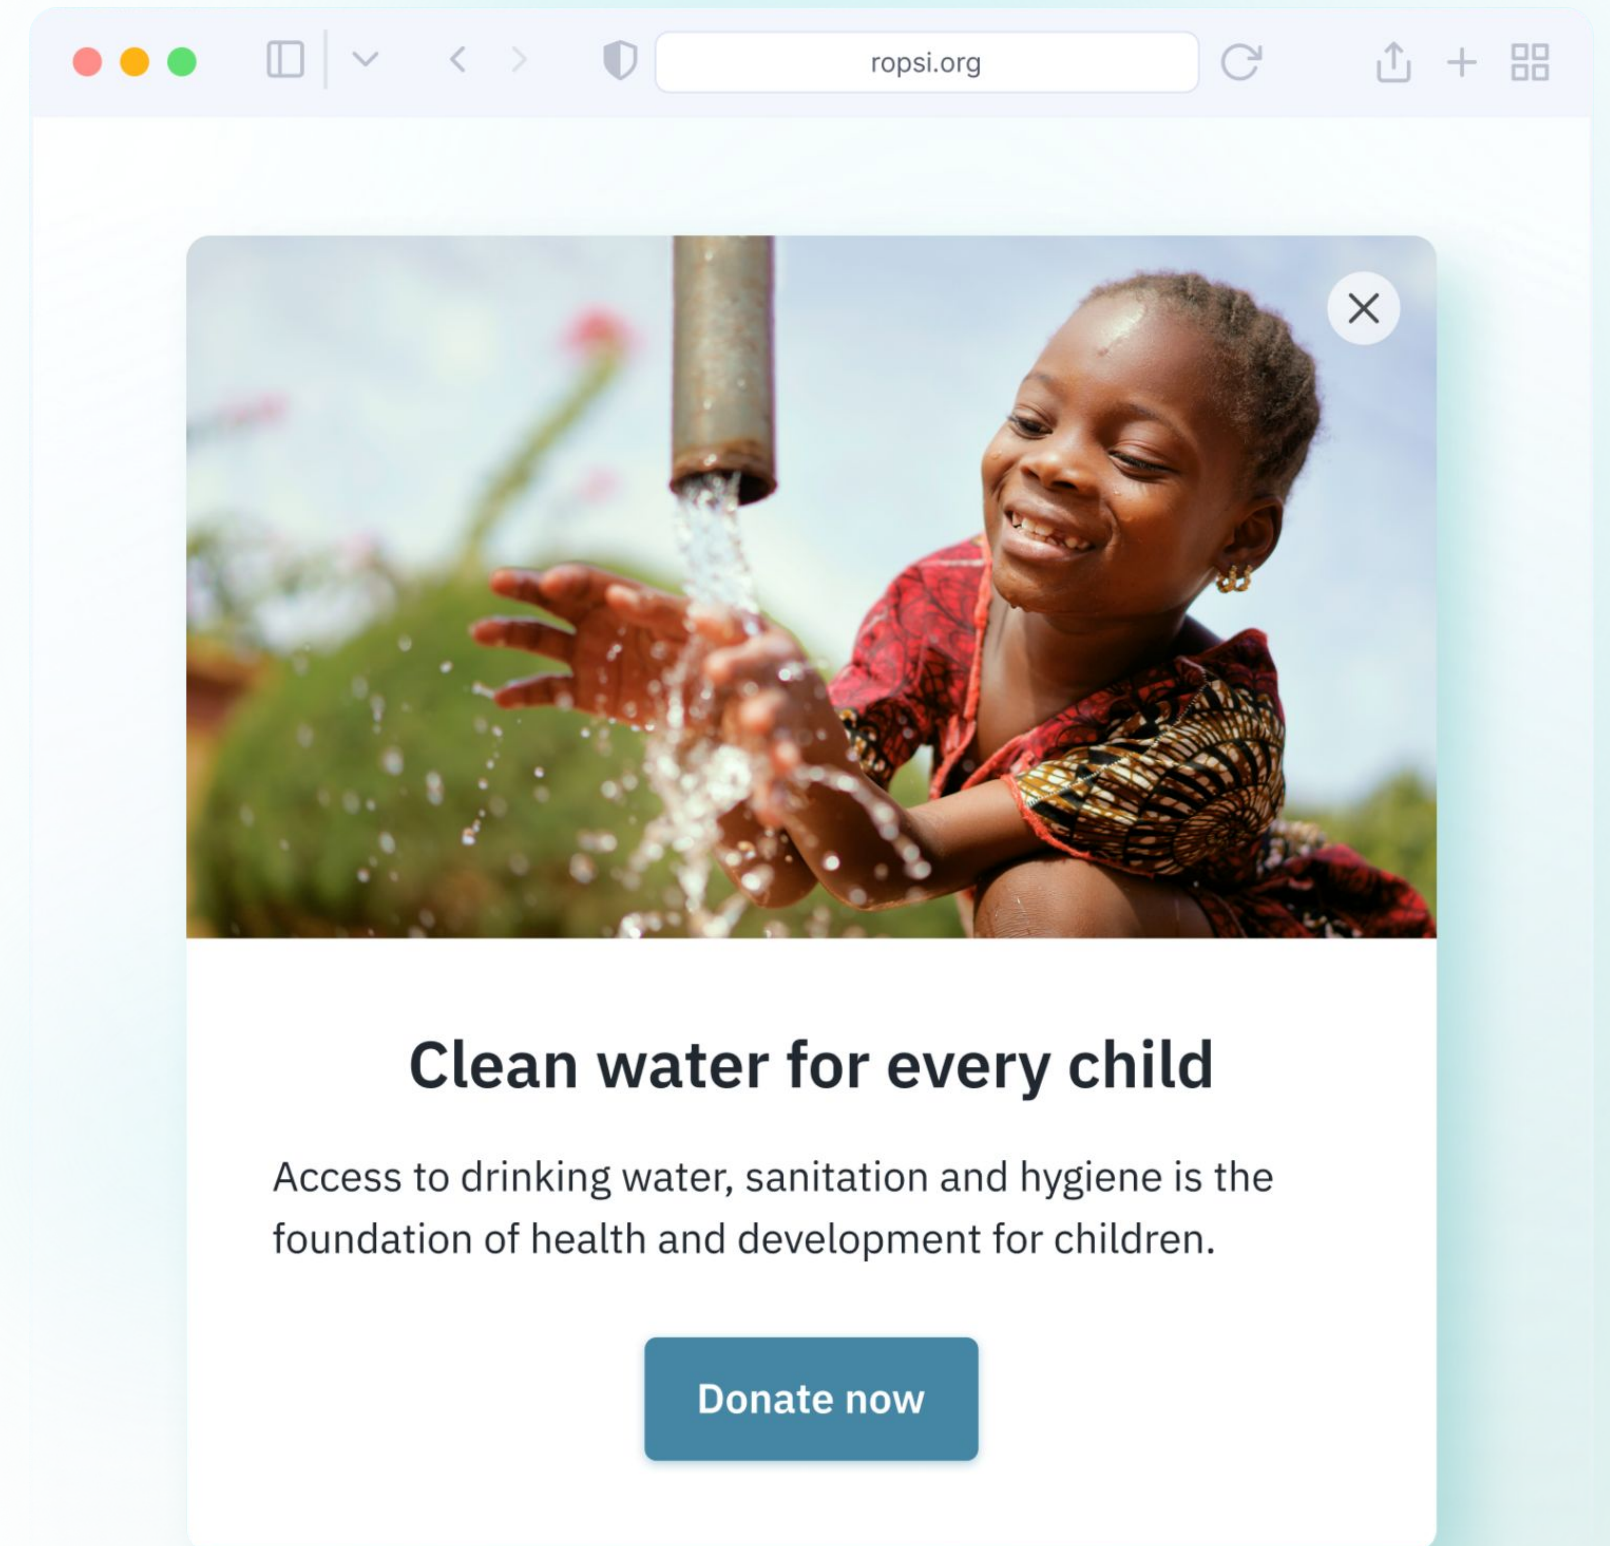 ropsi.org
Clean water for every child
Access to drinking water, sanitation and hygiene is the
foundation of health and development for children.
Donate now